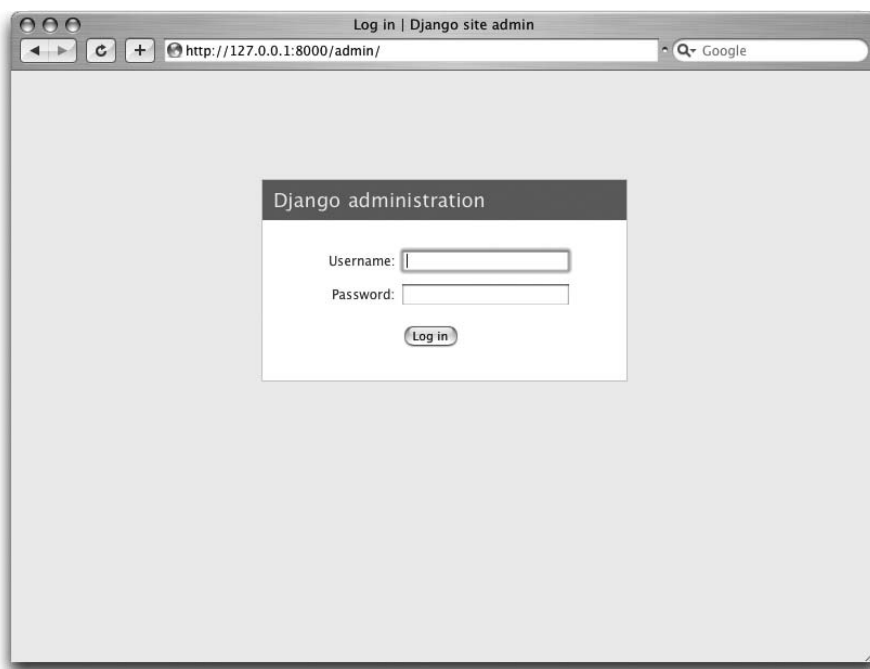 Log in | Django site admin
http://127.0.0.1:8000/admin/
Google
Django administration
Username:
Password:
Log in